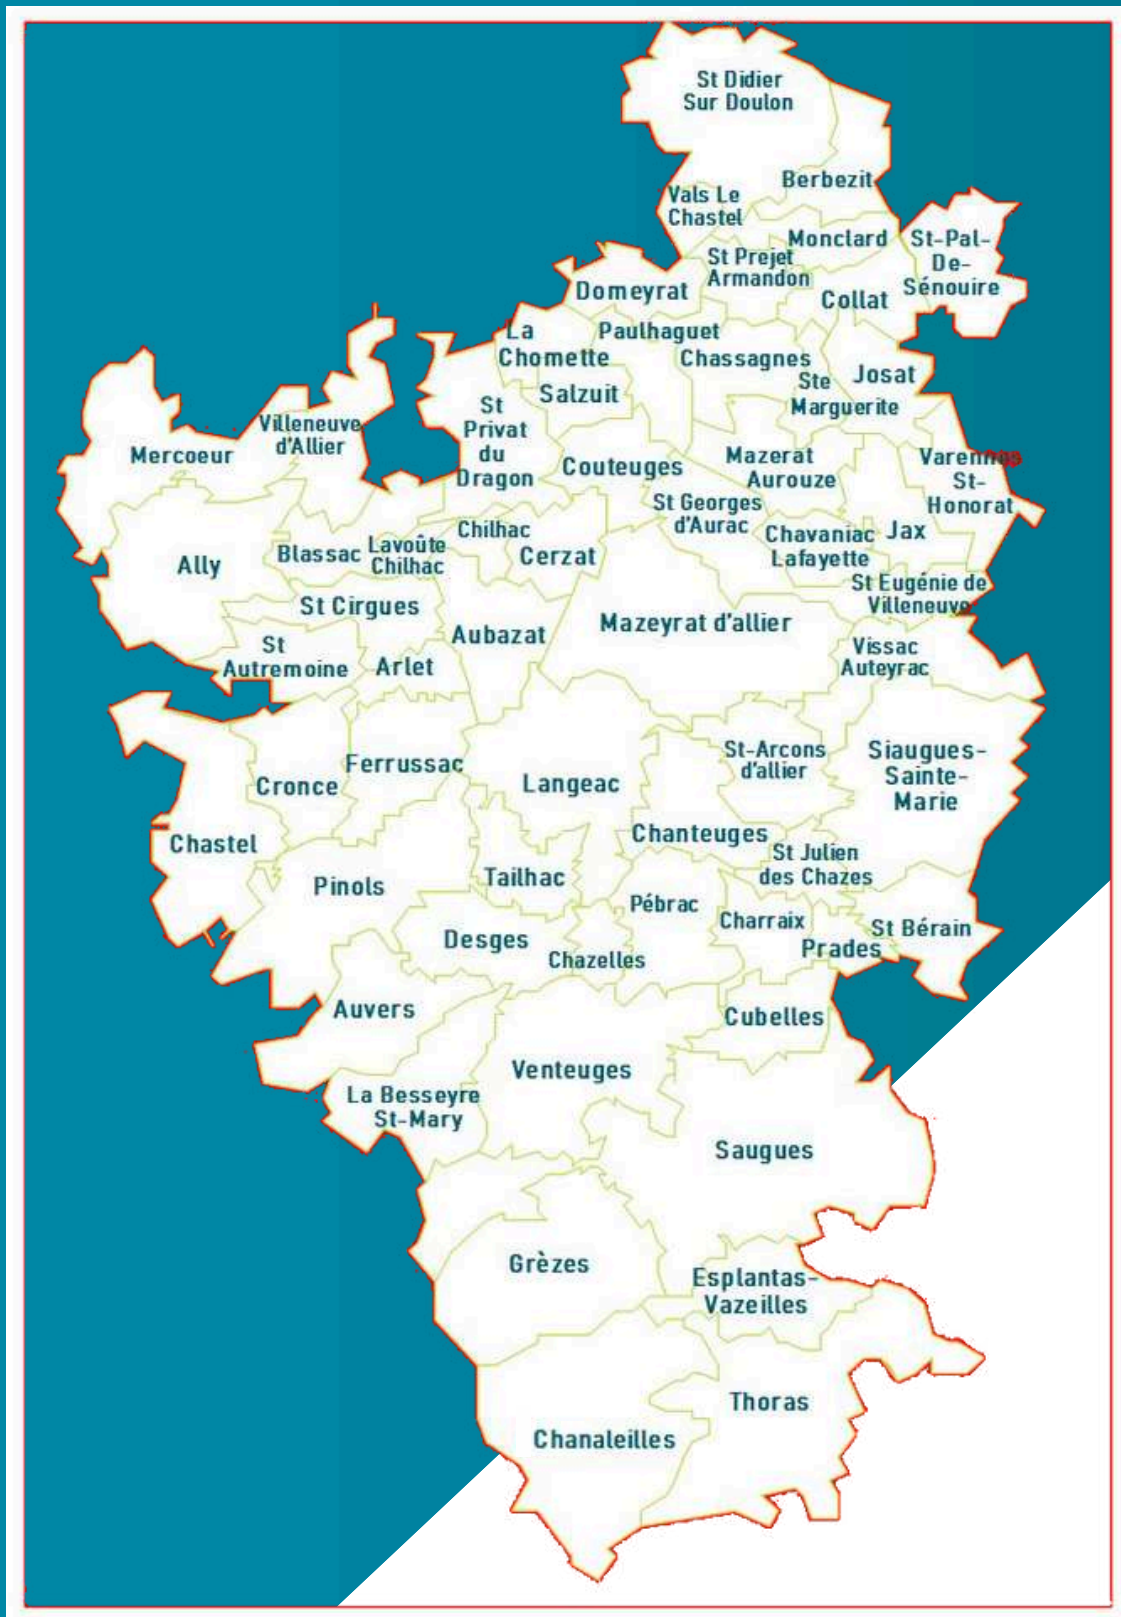 St Didier
Sur Doulon
Berbezit
Vals Le
Chastel
Monclard
St-Pal-
De-
Sénouire
St Prejet
Armandon
Domeyrat
Collat
La
Chomette
Paulhaguet
Chassagnes
Josat
Ste
Marguerite
Salzuit
St
Privat
du
Dragon
Villeneuve
d'Allier
Mercoeur
Couteuges
Mazerat
Aurouze
Varennes
St-
Honorat
St Georges
d'Aurac
Chilhac
Cerzat
Chavaniac
Lafayette
Jax
Blassac
Lavoûte
Chilhac
Ally
St Eugénie de
Villeneuve
St Cirgues
Aubazat
Mazeyrat d'allier
St
Autremoine
Arlet
Vissac
Auteyrac
Ferrussac
Cronce
Langeac
St-Arcons
d'allier
Siaugues-
Sainte-
Marie
Chastel
Chanteuges
St Julien
des Chazes
Pinols
Tailhac
Pébrac
Charraix
Prades
St Bérain
Desges
Chazelles
Auvers
Cubelles
Venteuges
La Besseyre
St-Mary
Saugues
Grèzes
Esplantas-
Vazeilles
Thoras
Chanaleilles